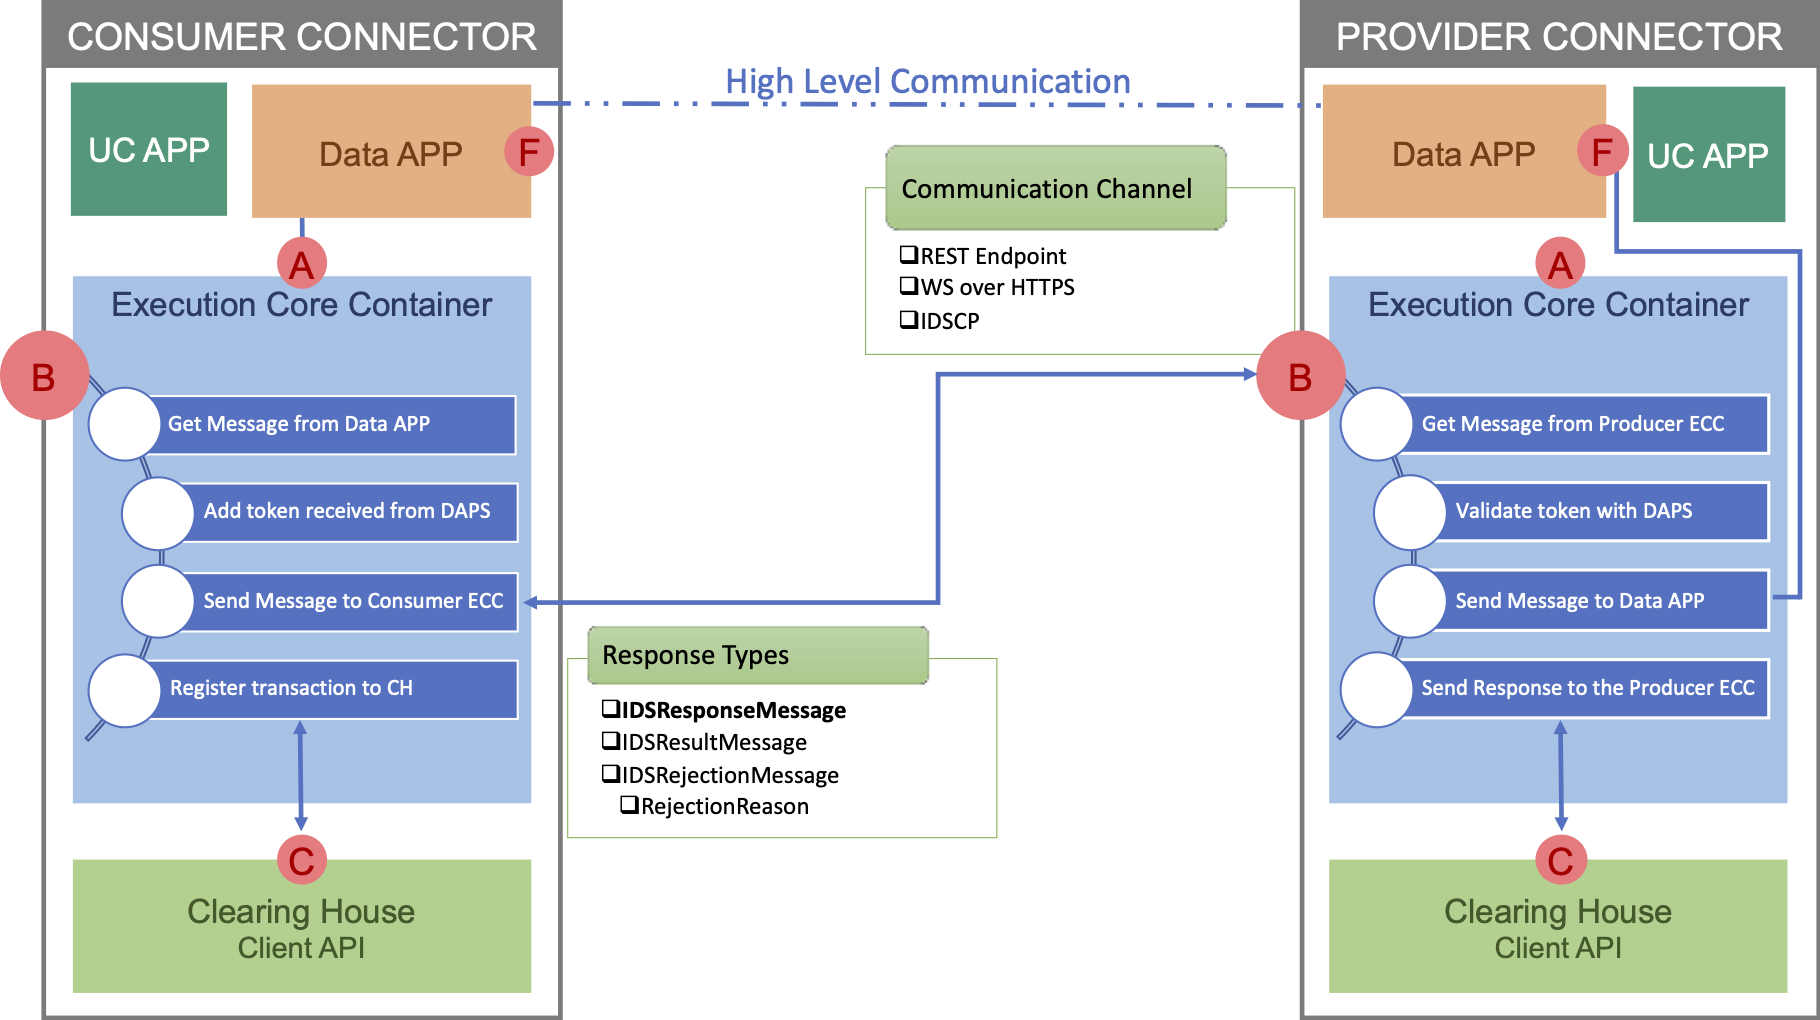 CONSUMER CONNECTOR
UC APP
Data APP
F
A
Execution Core Container
B
Get Message from Data APP
Add token received from DAPS
Send Message to Consumer ECC
Register transaction to CH
C
Clearing House
Client API
High Level Communication
Communication Channel
REST Endpoint
WS over HTTPS
IDSCP
Response Types
IDSResponseMessage
IDSResultMessage
IDSRejectionMessage
RejectionReason
PROVIDER CONNECTOR
Data APP
F
UC APP
A
Execution Core Container
B
Get Message from Producer ECC
Validate token with DAPS
Send Message to Data APP
Send Response to the Producer ECC
C
Clearing House
Client API